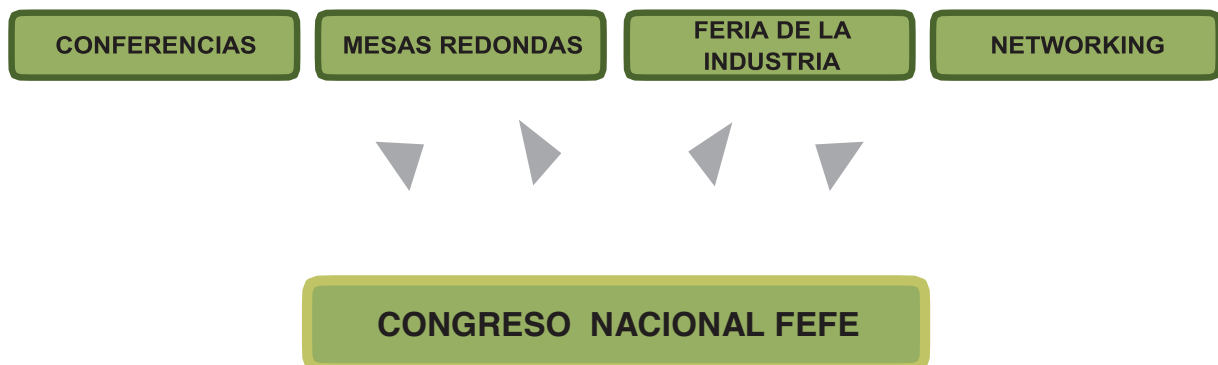 CONFERENCIAS
MESAS REDONDAS
FERIA DE LA
INDUSTRIA
NETWORKING
CONGRESO NACIONAL FEFE